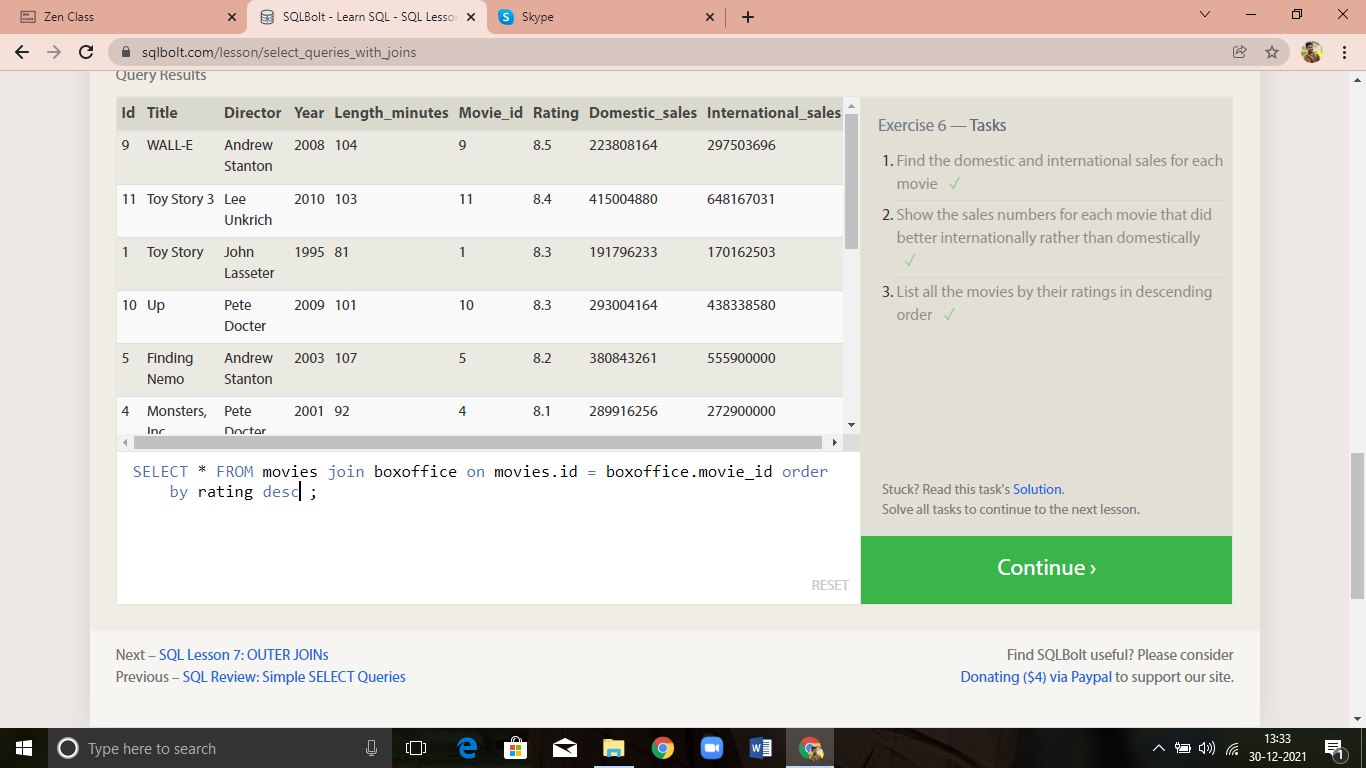 Zen Class
SQLBolt - Learn SQL - SQL Lesson
Skype
sqlbolt.com/lesson/select_queries_with_joins
Query Results
Id Title Director Year Length_minutes Movie_id Rating Domestic_sales International_sales
9 WALL-E Andrew Stanton 2008 104 9 8.5 223808164 297503696
11 Toy Story 3 Lee Unkrich 2010 103 11 8.4 415004880 648167031
1 Toy Story John Lasseter 1995 81 1 8.3 191796233 170162503
10 Up Pete Docter 2009 101 10 8.3 293004164 438338580
5 Finding Nemo Andrew Stanton 2003 107 5 8.2 380843261 555900000
4 Monsters, Inc. Pete Docter 2001 92 4 8.1 289916256 272900000
SELECT * FROM movies join boxoffice on movies.id = boxoffice.movie_id order
by rating desc ;
RESET
Exercise 6 — Tasks
1. Find the domestic and international sales for each
movie ✓
2. Show the sales numbers for each movie that did
better internationally rather than domestically
✓
3. List all the movies by their ratings in descending
order ✓
Stuck? Read this task's Solution.
Solve all tasks to continue to the next lesson.
Continue ›
Next – SQL Lesson 7: OUTER JOINs
Previous – SQL Review: Simple SELECT Queries
Find SQLBolt useful? Please consider
Donating ($4) via Paypal to support our site.
Type here to search
13:33
30-12-2021
1